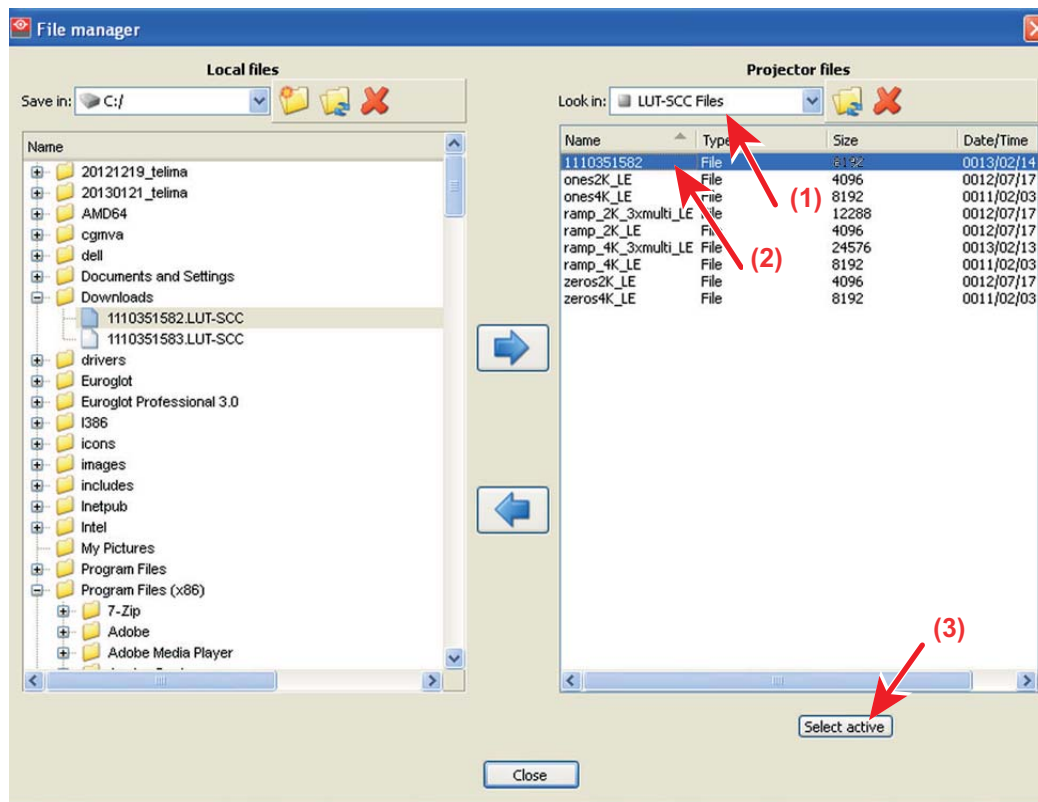 File manager
Local files
Save in: C:/
Name
20121219_telima
20130121_telima
AMD64
cgmva
dell
Documents and Settings
Downloads
1110351582.LUT-SCC
1110351583.LUT-SCC
drivers
Euroglot
Euroglot Professional 3.0
I386
icons
images
includes
Inetpub
Intel
My Pictures
Program Files
Program Files (x86)
7-Zip
Adobe
Adobe Media Player
Projector files
Look in: LUT-SCC Files
Name Type Size Date/Time
1110351582 File 8192 0013/02/14
ones2K_LE File 4096 0012/07/17
ones4K_LE File 8192 0011/02/03
ramp_2K_3xmulti_LE File 12288 0012/07/17
ramp_2K_LE File 4096 0012/07/17
ramp_4K_3xmulti_LE File 24576 0013/02/13
ramp_4K_LE File 8192 0011/02/03
zeros2K_LE File 4096 0012/07/17
zeros4K_LE File 8192 0011/02/03
(1)
(2)
(3)
Select active
Close